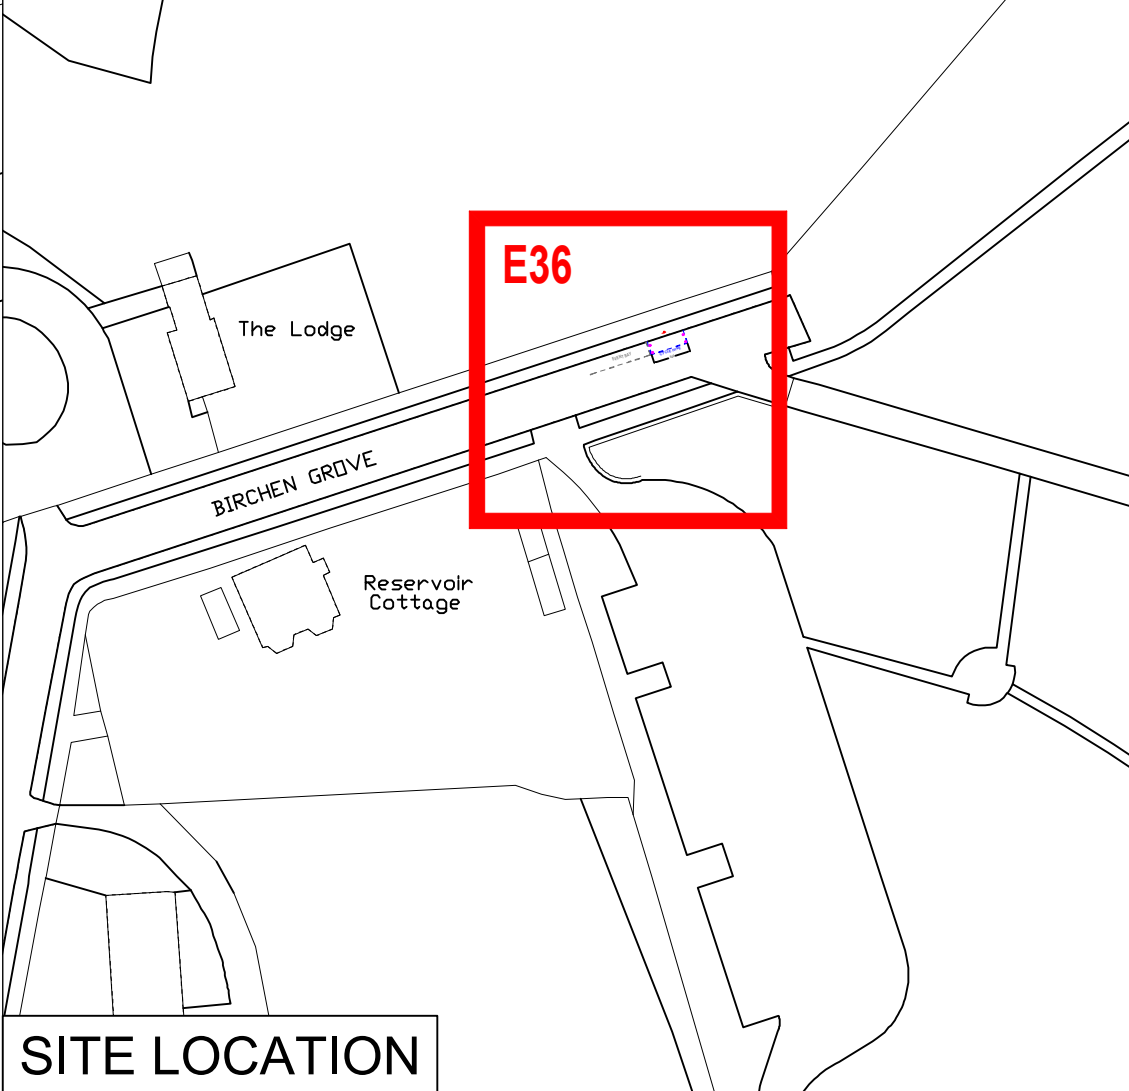 E36
The Lodge
BIRCHEN GROVE
Reservoir
Cottage
SITE LOCATION